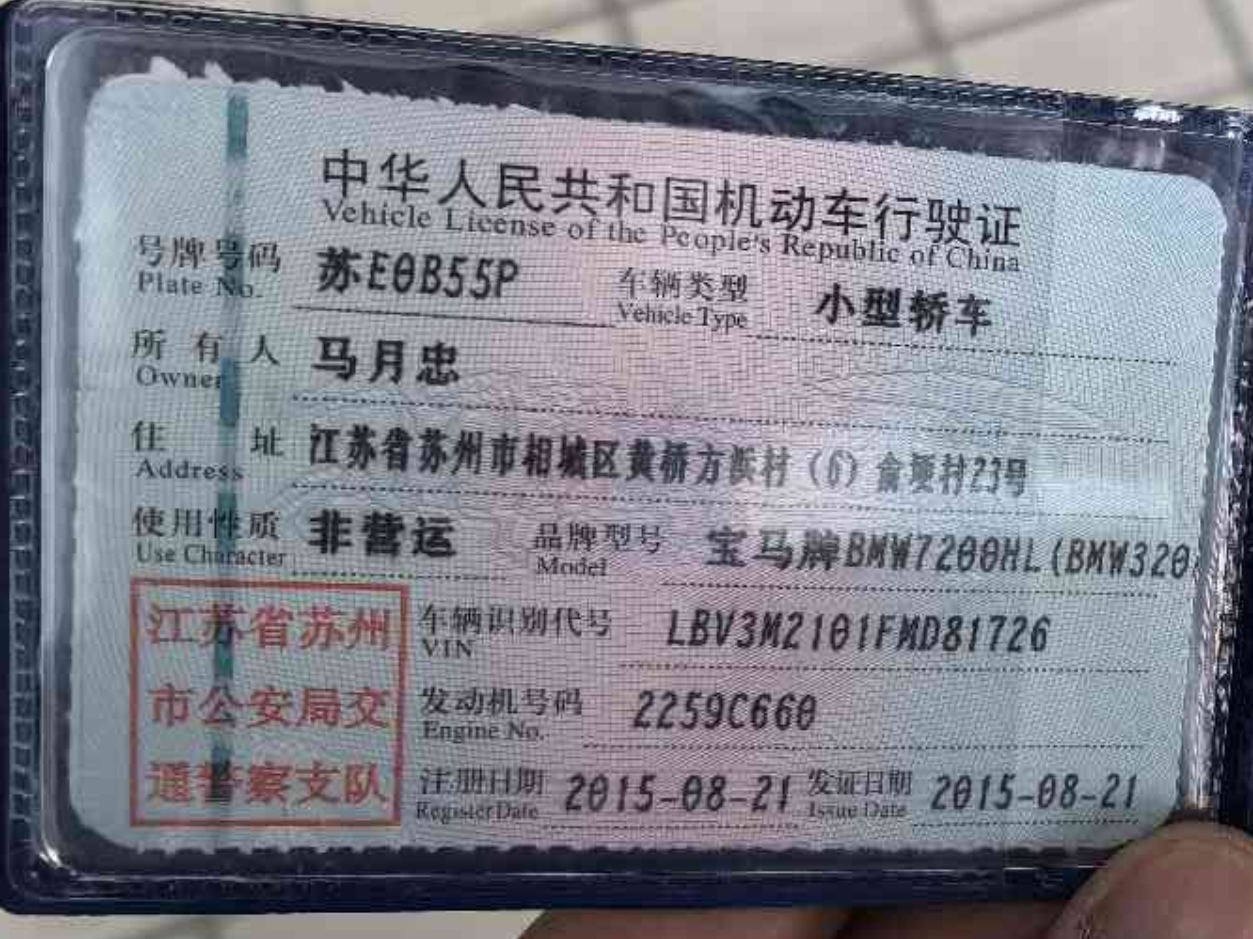 中华人民共和国机动车行驶证
Vehicle License of the People's Republic of China
号牌号码 苏E0B55P 车辆类型 小型轿车
Plate No. Vehicle Type
所有人 马月忠
Owner
住址 江苏省苏州市相城区黄桥方浜村(6)俞埂村23号
Address
使用性质 非营运 品牌型号 宝马牌BMW7200HL(BMW320
Use Character Model
江苏省苏州
市公安局交
通警察支队
车辆识别代号 LBV3M2101FMD81726
VIN
发动机号码 2259C660
Engine No.
注册日期 2015-08-21 发证日期 2015-08-21
Register Date Issue Date